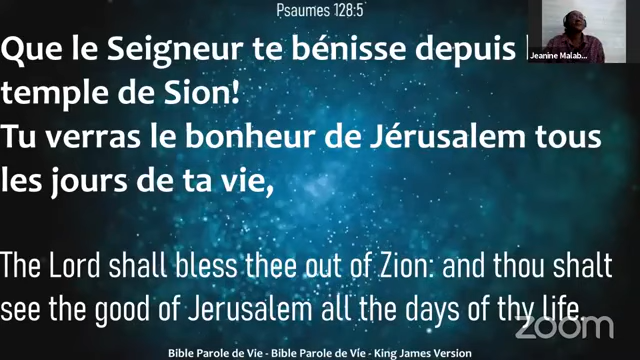 Psaumes 128:5
Que le Seigneur te bénisse depuis
temple de Sion!
Tu verras le bonheur de Jérusalem tous
les jours de ta vie,
The Lord shall bless thee out of Zion: and thou shalt
see the good of Jerusalem all the days of thy life.
Bible Parole de Vie - Bible Parole de Vie - King James Version
Jeanine Malab...
zoom